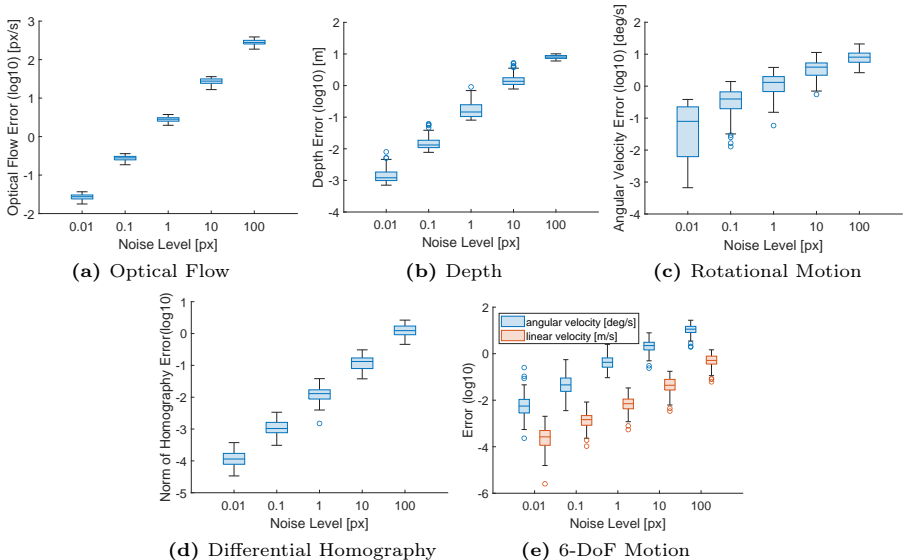 Optical Flow Error (log10) [px/s]
3
2
1
0
-1
-2
0.01 0.1 1 10 100
Noise Level [px]
(a) Optical Flow
Depth Error (log10) [m]
2
1
0
-1
-2
-3
-4
0.01 0.1 1 10 100
Noise Level [px]
(b) Depth
Angular Velocity Error (log10) [deg/s]
2
1
0
-1
-2
-3
-4
0.01 0.1 1 10 100
Noise Level [px]
(c) Rotational Motion
Norm of Homography Error(log10)
1
0
-1
-2
-3
-4
-5
0.01 0.1 1 10 100
Noise Level [px]
(d) Differential Homography
Error (log10)
2
0
-2
-4
-6
angular velocity [deg/s]
linear velocity [m/s]
0.01 0.1 1 10 100
Noise Level [px]
(e) 6-DoF Motion